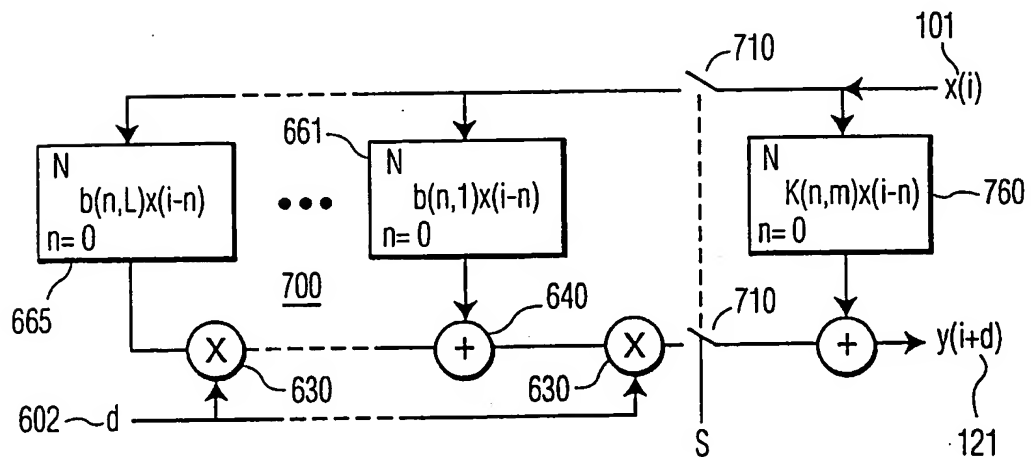 710
101
x(i)
N
b(n,L)x(i-n)
n=0
665
661
N
b(n,1)x(i-n)
n=0
N
K(n,m)x(i-n)
n=0
760
700
640
710
X
630
+
X
630
+
y(i+d)
121
602
d
S